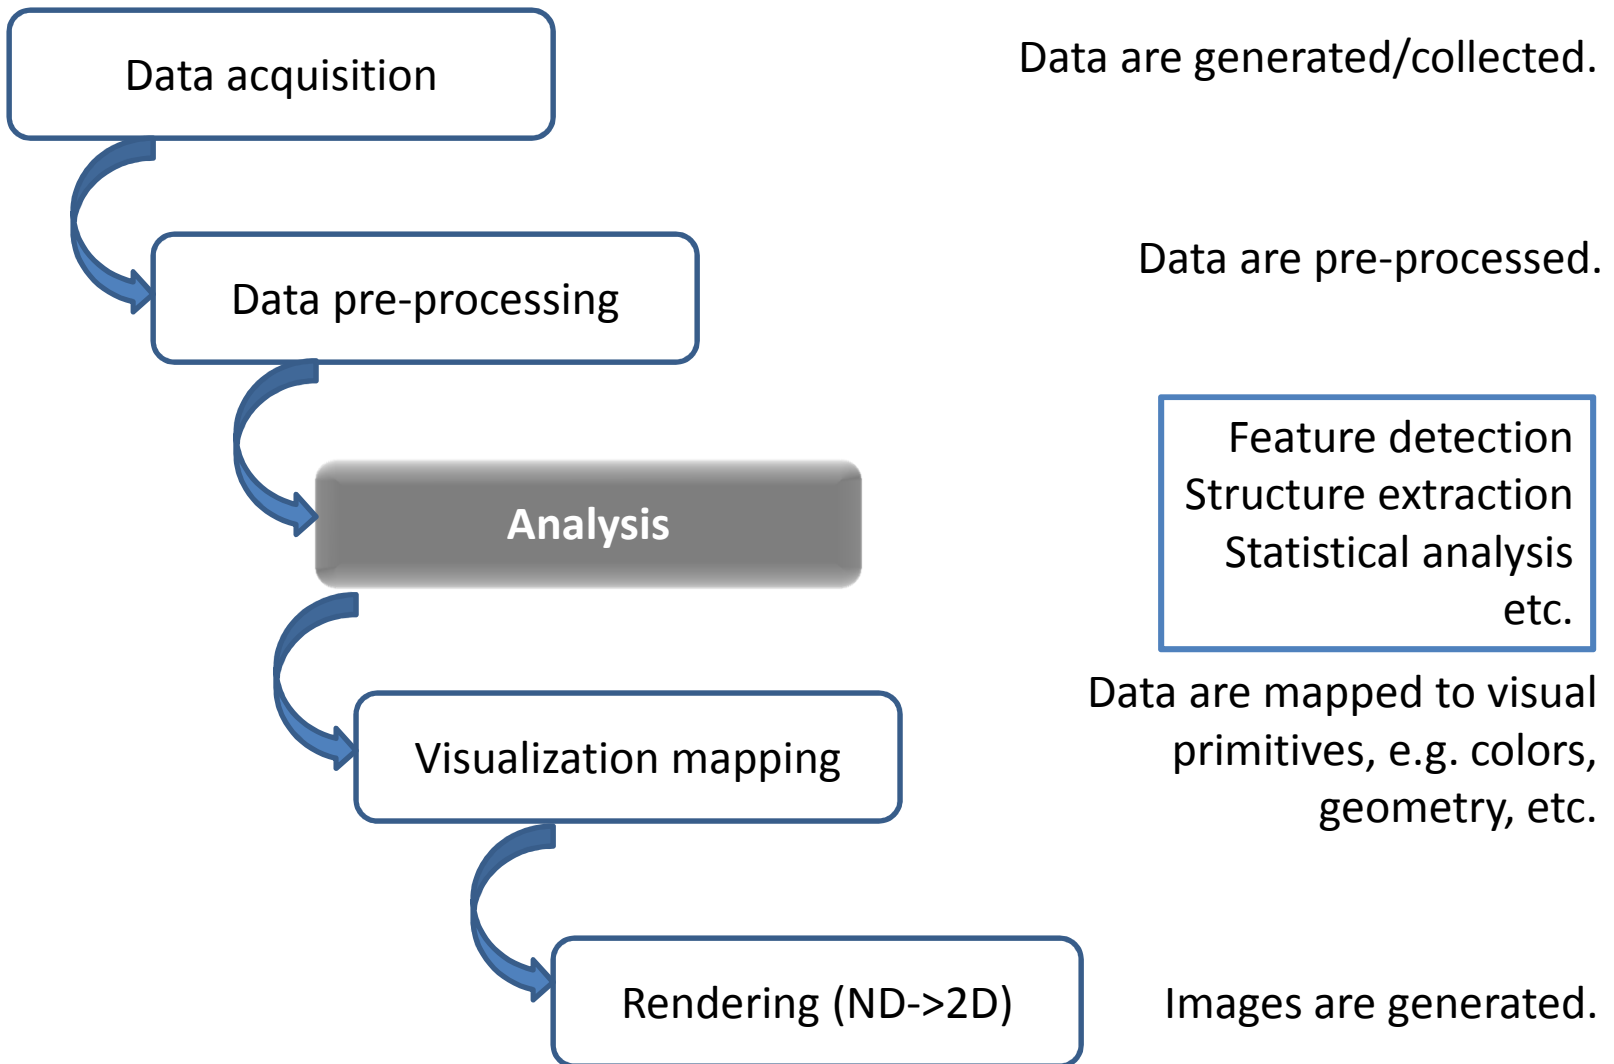 Data acquisition
Data are generated/collected.
Data pre-processing
Data are pre-processed.
Analysis
Feature detection
Structure extraction
Statistical analysis
etc.
Visualization mapping
Data are mapped to visual
primitives, e.g. colors,
geometry, etc.
Rendering (ND->2D)
Images are generated.